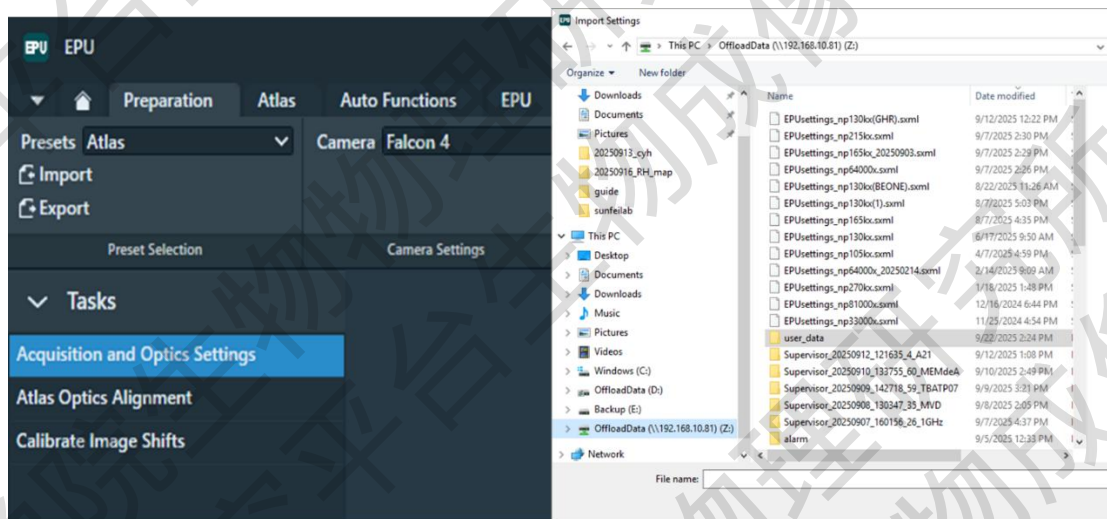 EPU EPU
Preparation Atlas Auto Functions EPU
Presets Atlas Camera Falcon 4
Import
Export
Preset Selection Camera Settings
Tasks
Acquisition and Optics Settings
Atlas Optics Alignment
Calibrate Image Shifts
EPU Import Settings
This PC > OffloadData (\\192.168.10.81) (Z:)
Organize New folder
Downloads
Documents
Pictures
20250913_cyh
20250916_RH_map
guide
sunfeilab
This PC
Desktop
Documents
Downloads
Music
Pictures
Videos
Windows (C:)
OffloadData (D:)
Backup (E:)
OffloadData (\\192.168.10.81) (Z:)
Network
Name Date modified
EPUsettings_np130kx(GHR).sxml 9/12/2025 12:22 PM
EPUsettings_np215kx.sxml 9/7/2025 2:30 PM
EPUsettings_np165kx_20250903.sxml 9/7/2025 2:29 PM
EPUsettings_np64000x.sxml 9/7/2025 2:26 PM
EPUsettings_np130kx(BEONE).sxml 8/22/2025 11:26 AM
EPUsettings_np130kx(1).sxml 8/7/2025 5:03 PM
EPUsettings_np165kx.sxml 8/7/2025 4:35 PM
EPUsettings_np130kx.sxml 6/17/2025 9:50 AM
EPUsettings_np105kx.sxml 4/7/2025 4:59 PM
EPUsettings_np64000x_20250214.sxml 2/14/2025 9:09 AM
EPUsettings_np270kx.sxml 1/18/2025 1:48 PM
EPUsettings_np81000x.sxml 12/16/2024 6:44 PM
EPUsettings_np33000x.sxml 11/25/2024 4:54 PM
user_data 9/22/2025 2:24 PM
Supervisor_20250912_121635_4_A21 9/12/2025 1:08 PM
Supervisor_20250910_133755_60_MEMdeA 9/10/2025 2:49 PM
Supervisor_20250909_142718_59_TBATP07 9/9/2025 3:21 PM
Supervisor_20250908_130347_35_MVD 9/8/2025 2:05 PM
Supervisor_20250907_160156_26_1GHz 9/7/2025 4:37 PM
alarm 9/5/2025 12:33 PM
File name: